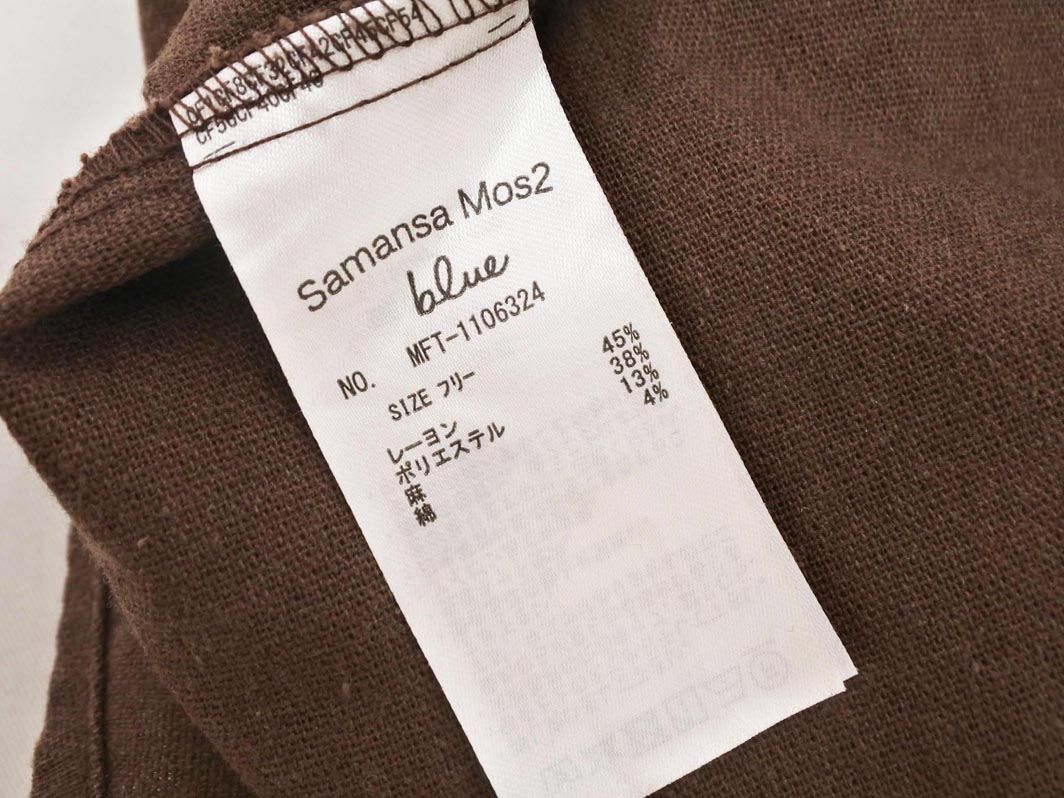 Samansa Mos2
blue
NO. MFT-1106324
SIZE フリー
レーヨン 45%
ポリエステル 38%
麻 13%
綿 4%